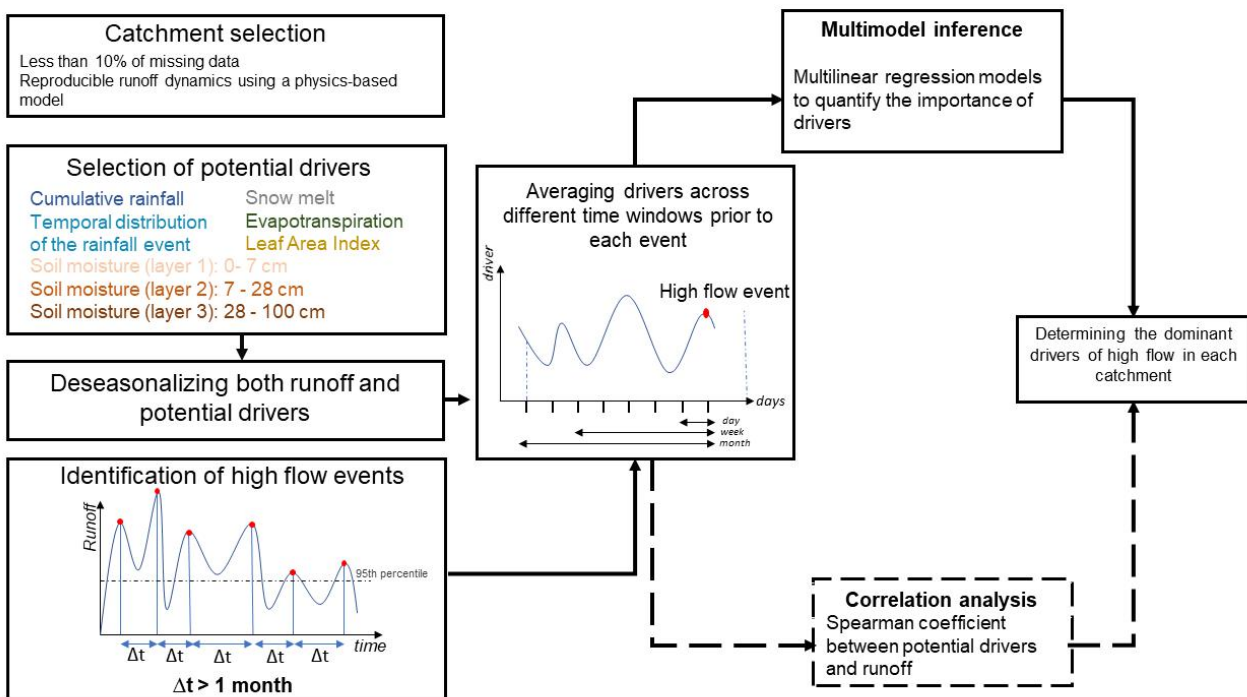 Catchment selection
Less than 10% of missing data
Reproducible runoff dynamics using a physics-based
model
Selection of potential drivers
Cumulative rainfall
Temporal distribution
of the rainfall event
Snow melt
Evapotranspiration
Leaf Area Index
Soil moisture (layer 1): 0- 7 cm
Soil moisture (layer 2): 7 - 28 cm
Soil moisture (layer 3): 28 - 100 cm
Deseasonalizing both runoff and
potential drivers
Identification of high flow events
Runoff
95th percentile
time
Δt
Δt
Δt
Δt
Δt
Δt > 1 month
Averaging drivers across
different time windows prior to
each event
driver
High flow event
days
day
week
month
Multimodel inference
Multilinear regression models
to quantify the importance of
drivers
Correlation analysis
Spearman coefficient
between potential drivers
and runoff
Determining the dominant
drivers of high flow in each
catchment